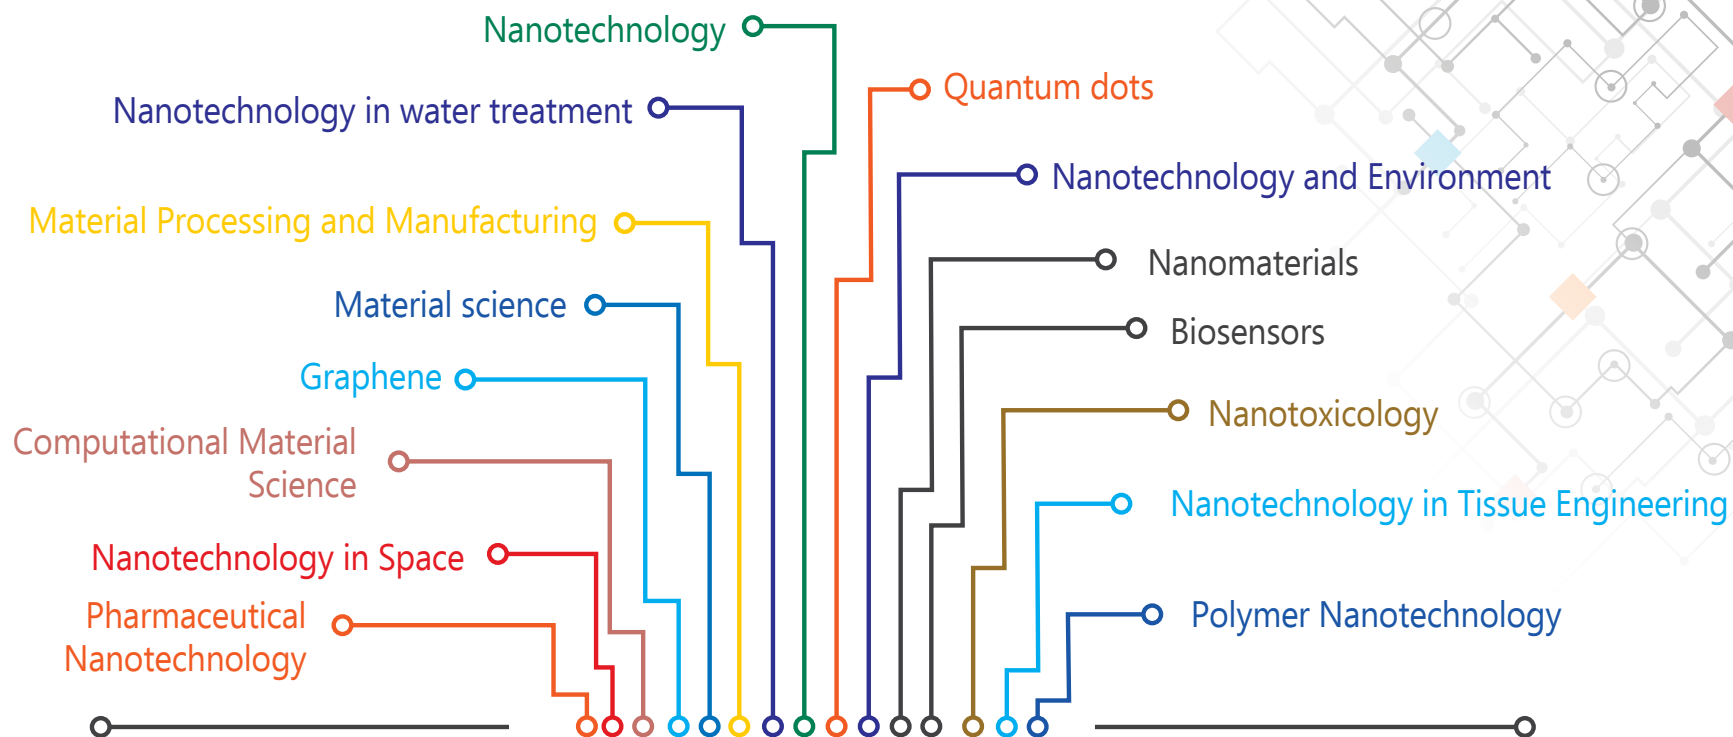 Nanotechnology
Nanotechnology in water treatment
Material Processing and Manufacturing
Material science
Graphene
Computational Material
Science
Nanotechnology in Space
Pharmaceutical
Nanotechnology
Quantum dots
Nanotechnology and Environment
Nanomaterials
Biosensors
Nanotoxicology
Nanotechnology in Tissue Engineering
Polymer Nanotechnology